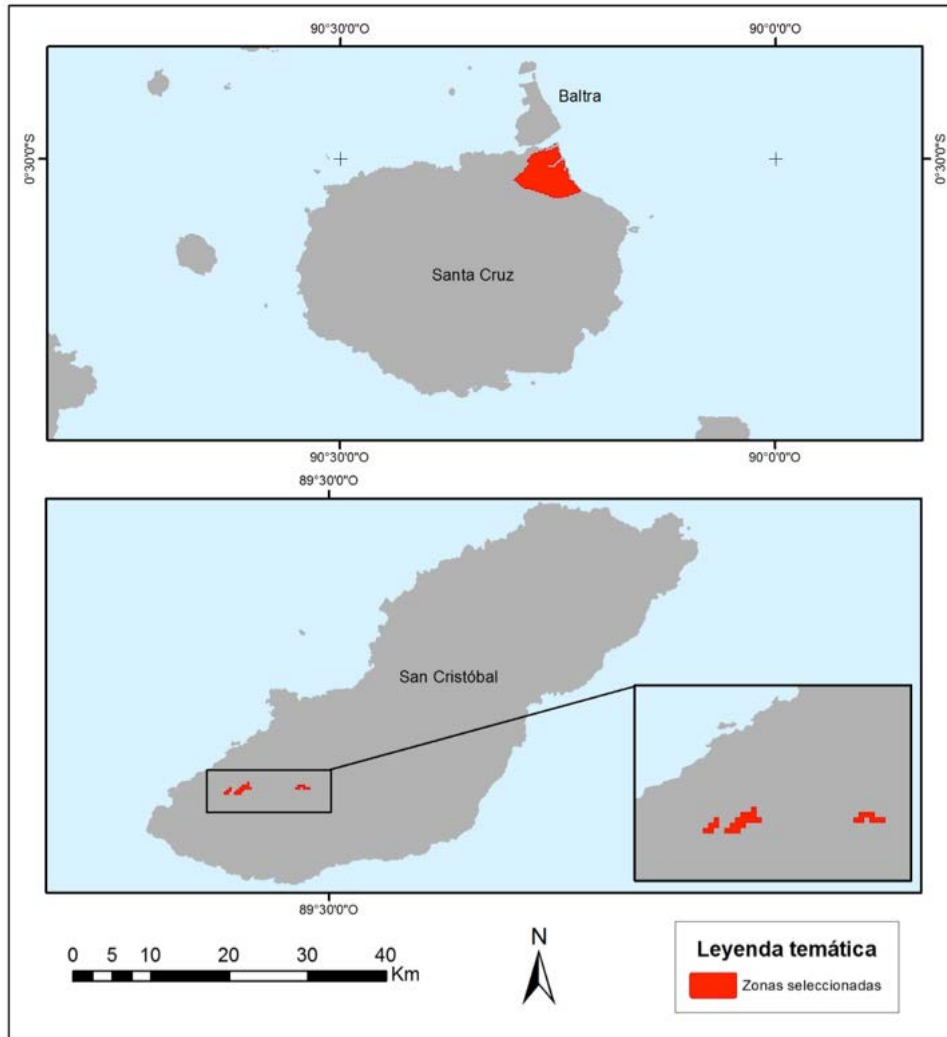 90°30'0"O
90°0'0"O
Baltra
0°30'0"S
0°30'0"S
Santa Cruz
90°30'0"O
90°0'0"O
89°30'0"O
San Cristóbal
89°30'0"O
0 5 10 20 30 40
Km
N
Leyenda temática
Zonas seleccionadas